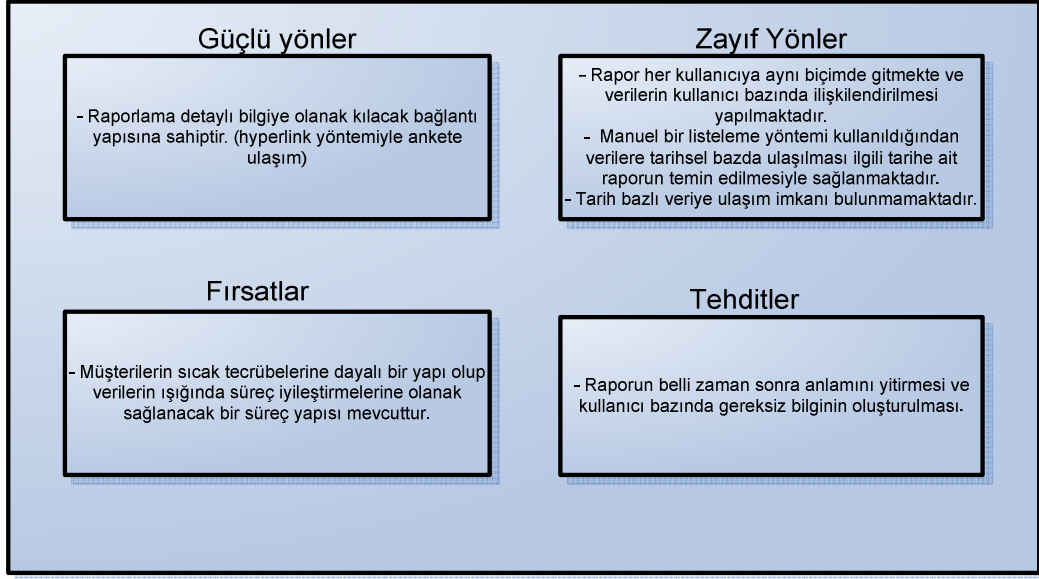 Güçlü yönler
- Raporlama detaylı bilgiye olanak kılacak bağlantı
yapısına sahiptir. (hyperlink yöntemiyle ankete
ulaşım)
Zayıf Yönler
- Rapor her kullanıcıya aynı biçimde gitmekte ve
verilerin kullanıcı bazında ilişkilendirilmesi
yapılmaktadır.
- Manuel bir listeleme yöntemi kullanıldığından
verilere tarihsel bazda ulaşılması ilgili tarihe ait
raporun temin edilmesiyle sağlanmaktadır.
- Tarih bazlı veriye ulaşım imkanı bulunmamaktadır.
Fırsatlar
- Müşterilerin sıcak tecrübelerine dayalı bir yapı olup
verilerin ışığında süreç iyileştirmelerine olanak
sağlanacak bir süreç yapısı mevcuttur.
Tehditler
- Raporun belli zaman sonra anlamını yitirmesi ve
kullanıcı bazında gereksiz bilginin oluşturulması.